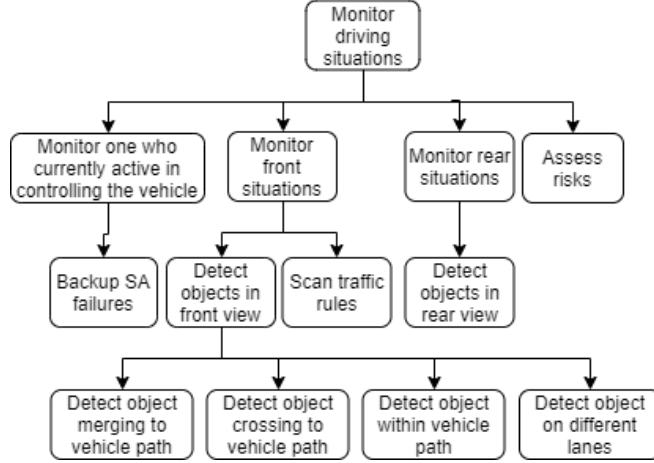 Monitor
driving
situations
Monitor one who
currently active in
controlling the vehicle
Monitor
front
situations
Monitor rear
situations
Assess
risks
Backup SA
failures
Detect
objects in
front view
Scan traffic
rules
Detect
objects in
rear view
Detect object
merging to
vehicle path
Detect object
crossing to
vehicle path
Detect object
within vehicle
path
Detect object
on different
lanes